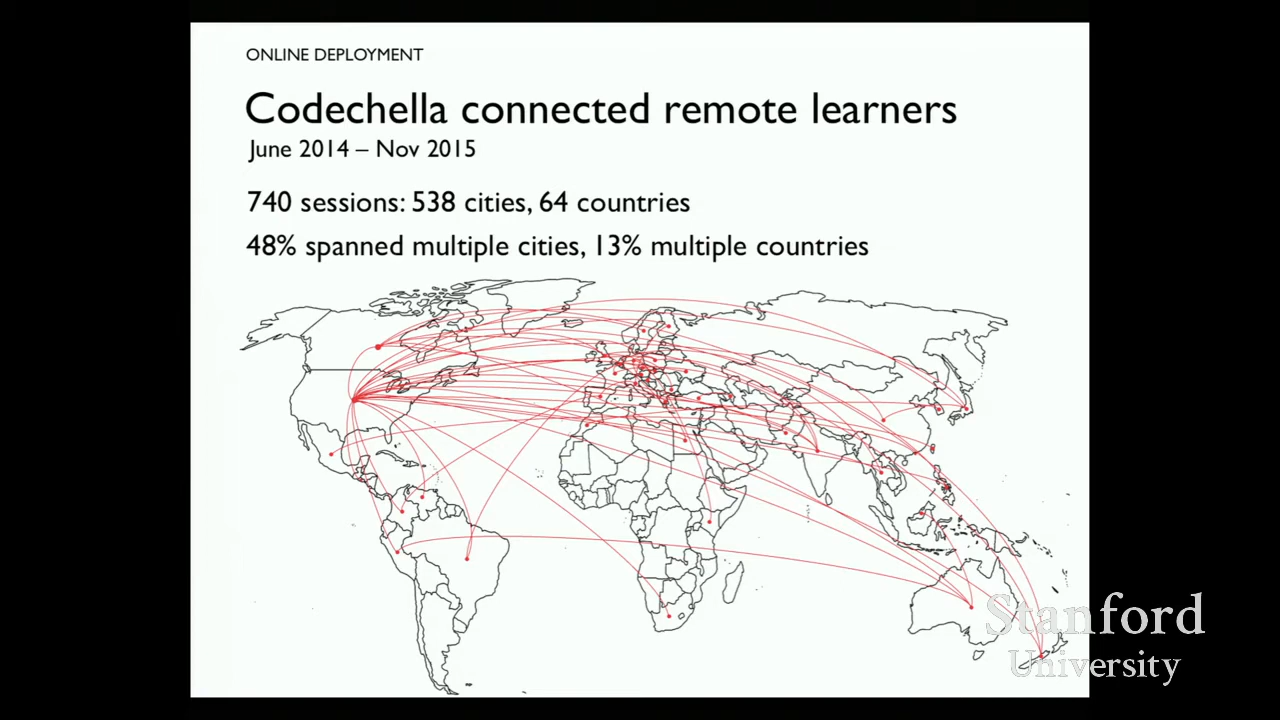 ONLINE DEPLOYMENT
Codechella connected remote learners
June 2014 – Nov 2015
740 sessions: 538 cities, 64 countries
48% spanned multiple cities, 13% multiple countries
Stanford
University